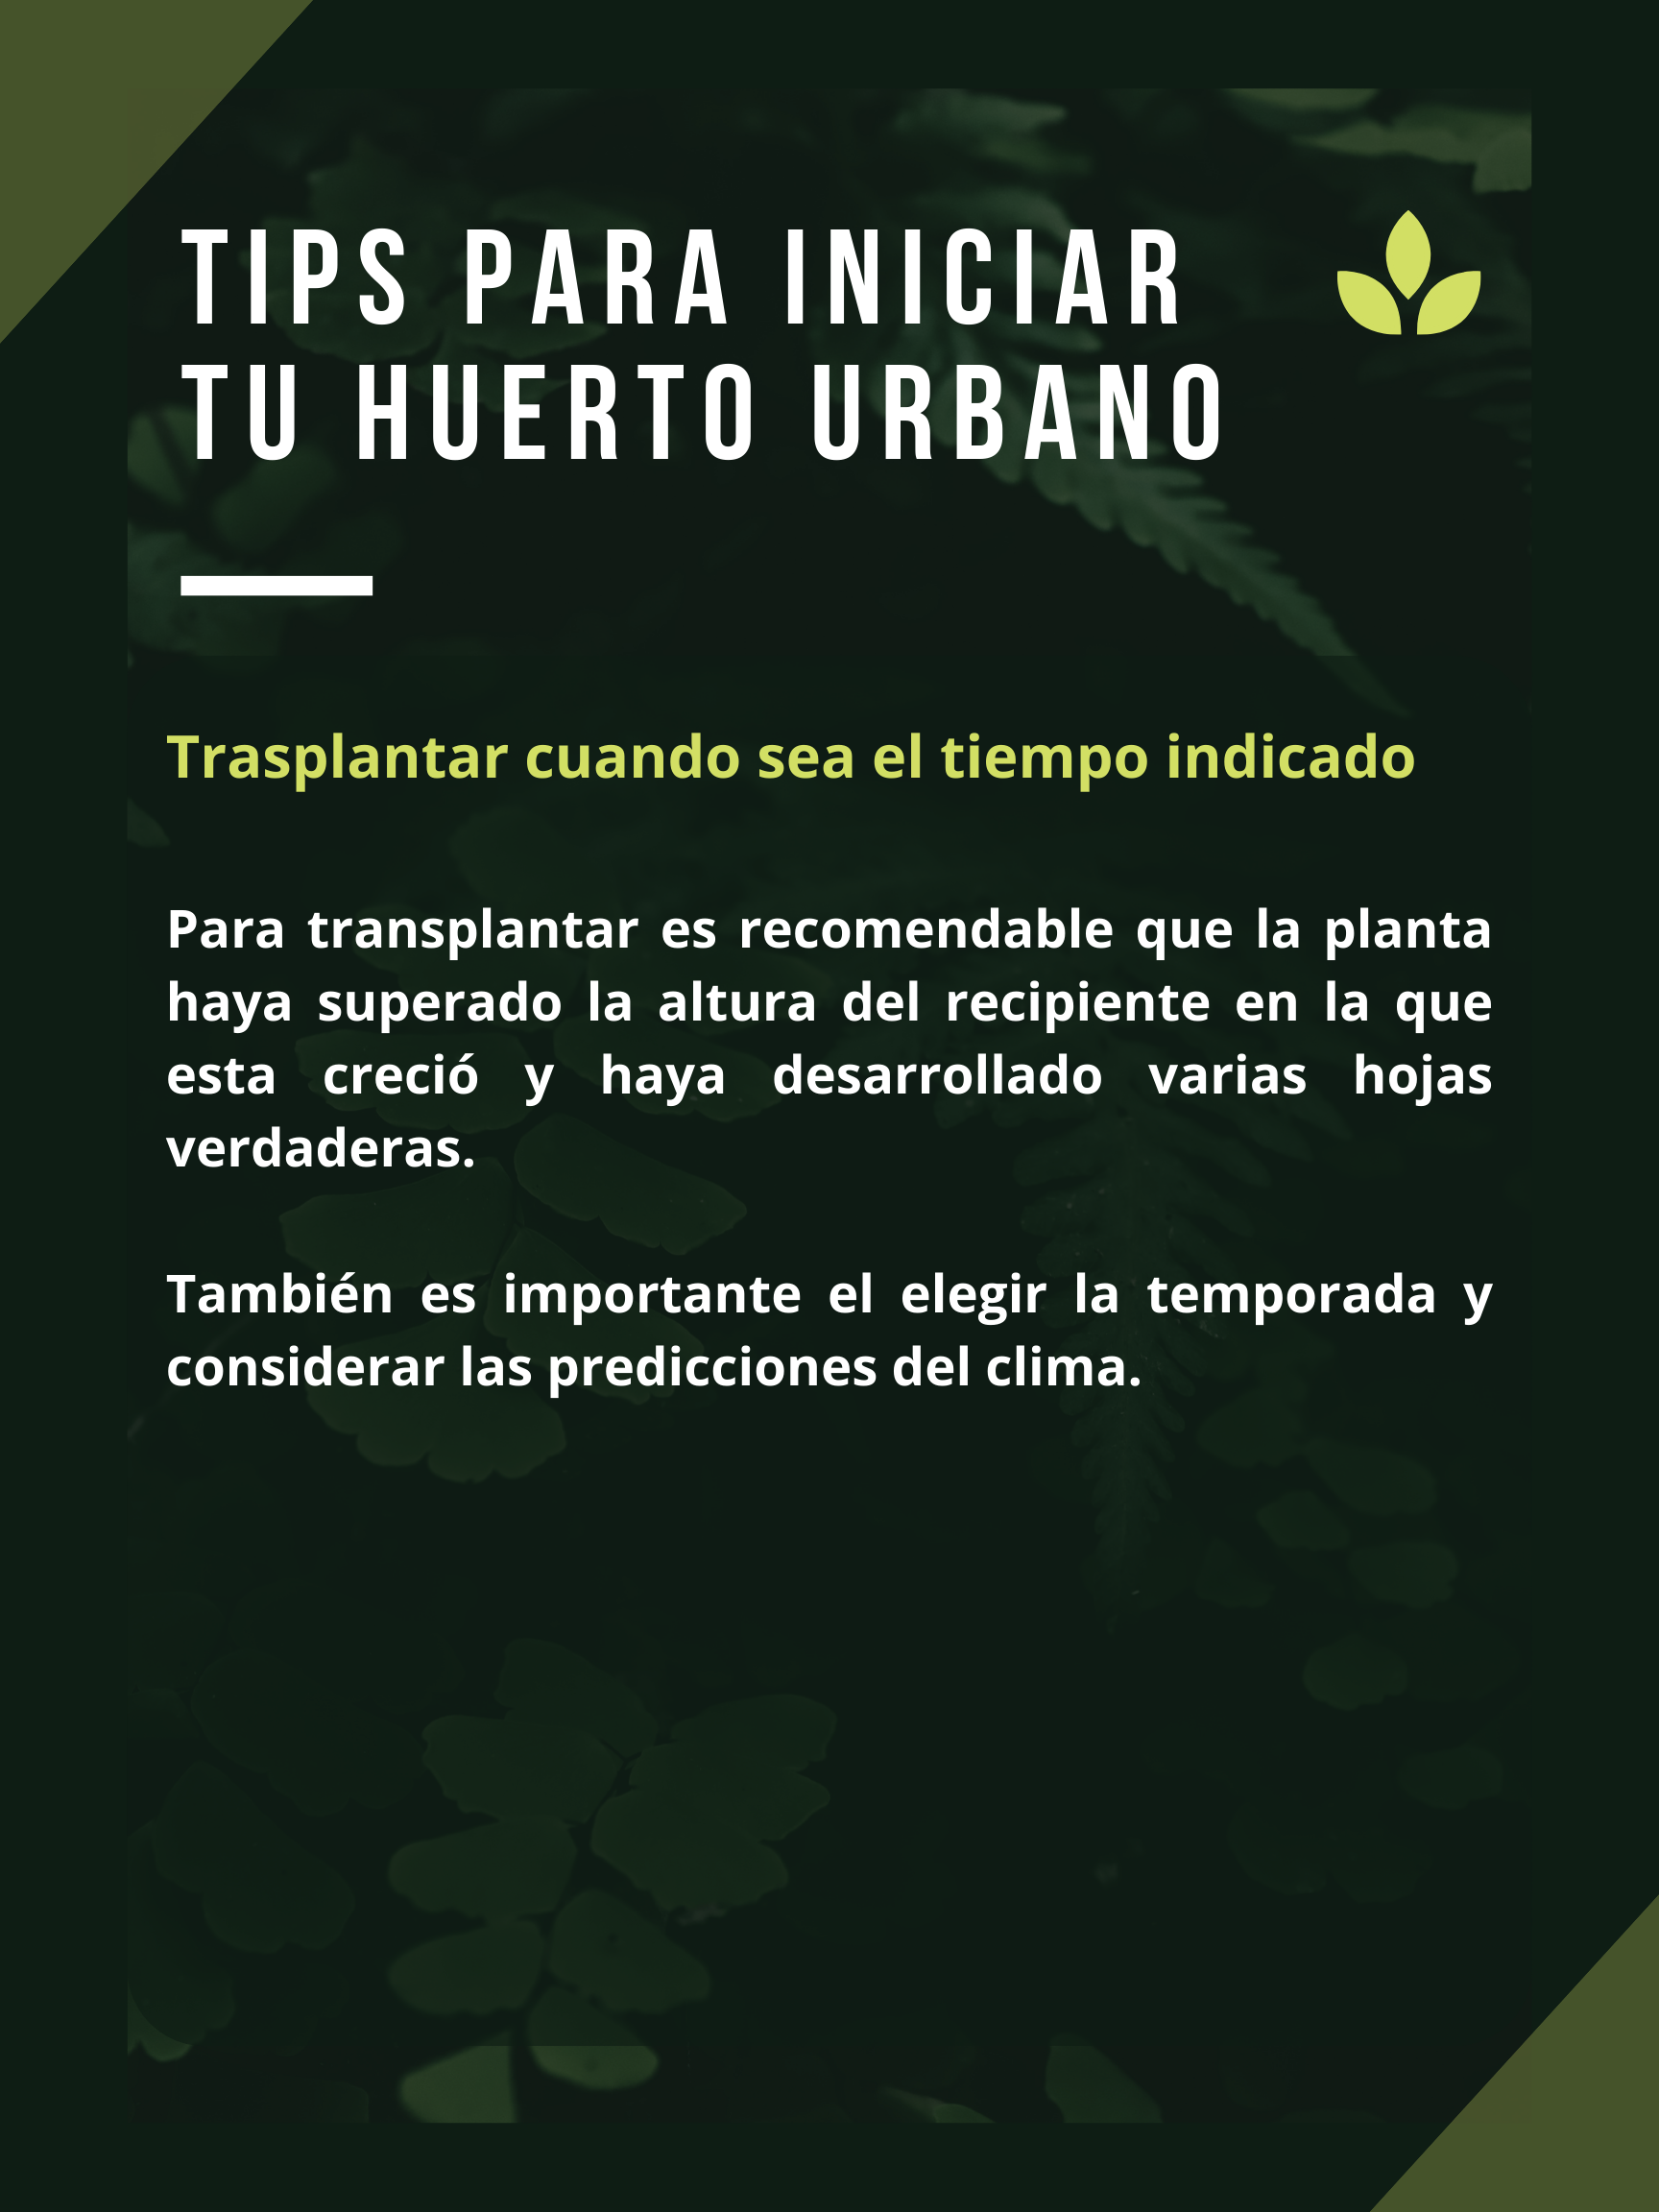 TIPS PARA INICIAR
TU HUERTO URBANO
Trasplantar cuando sea el tiempo indicado
Para transplantar es recomendable que la planta
haya superado la altura del recipiente en la que
esta creció y haya desarrollado varias hojas
verdaderas.
También es importante el elegir la temporada y
considerar las predicciones del clima.